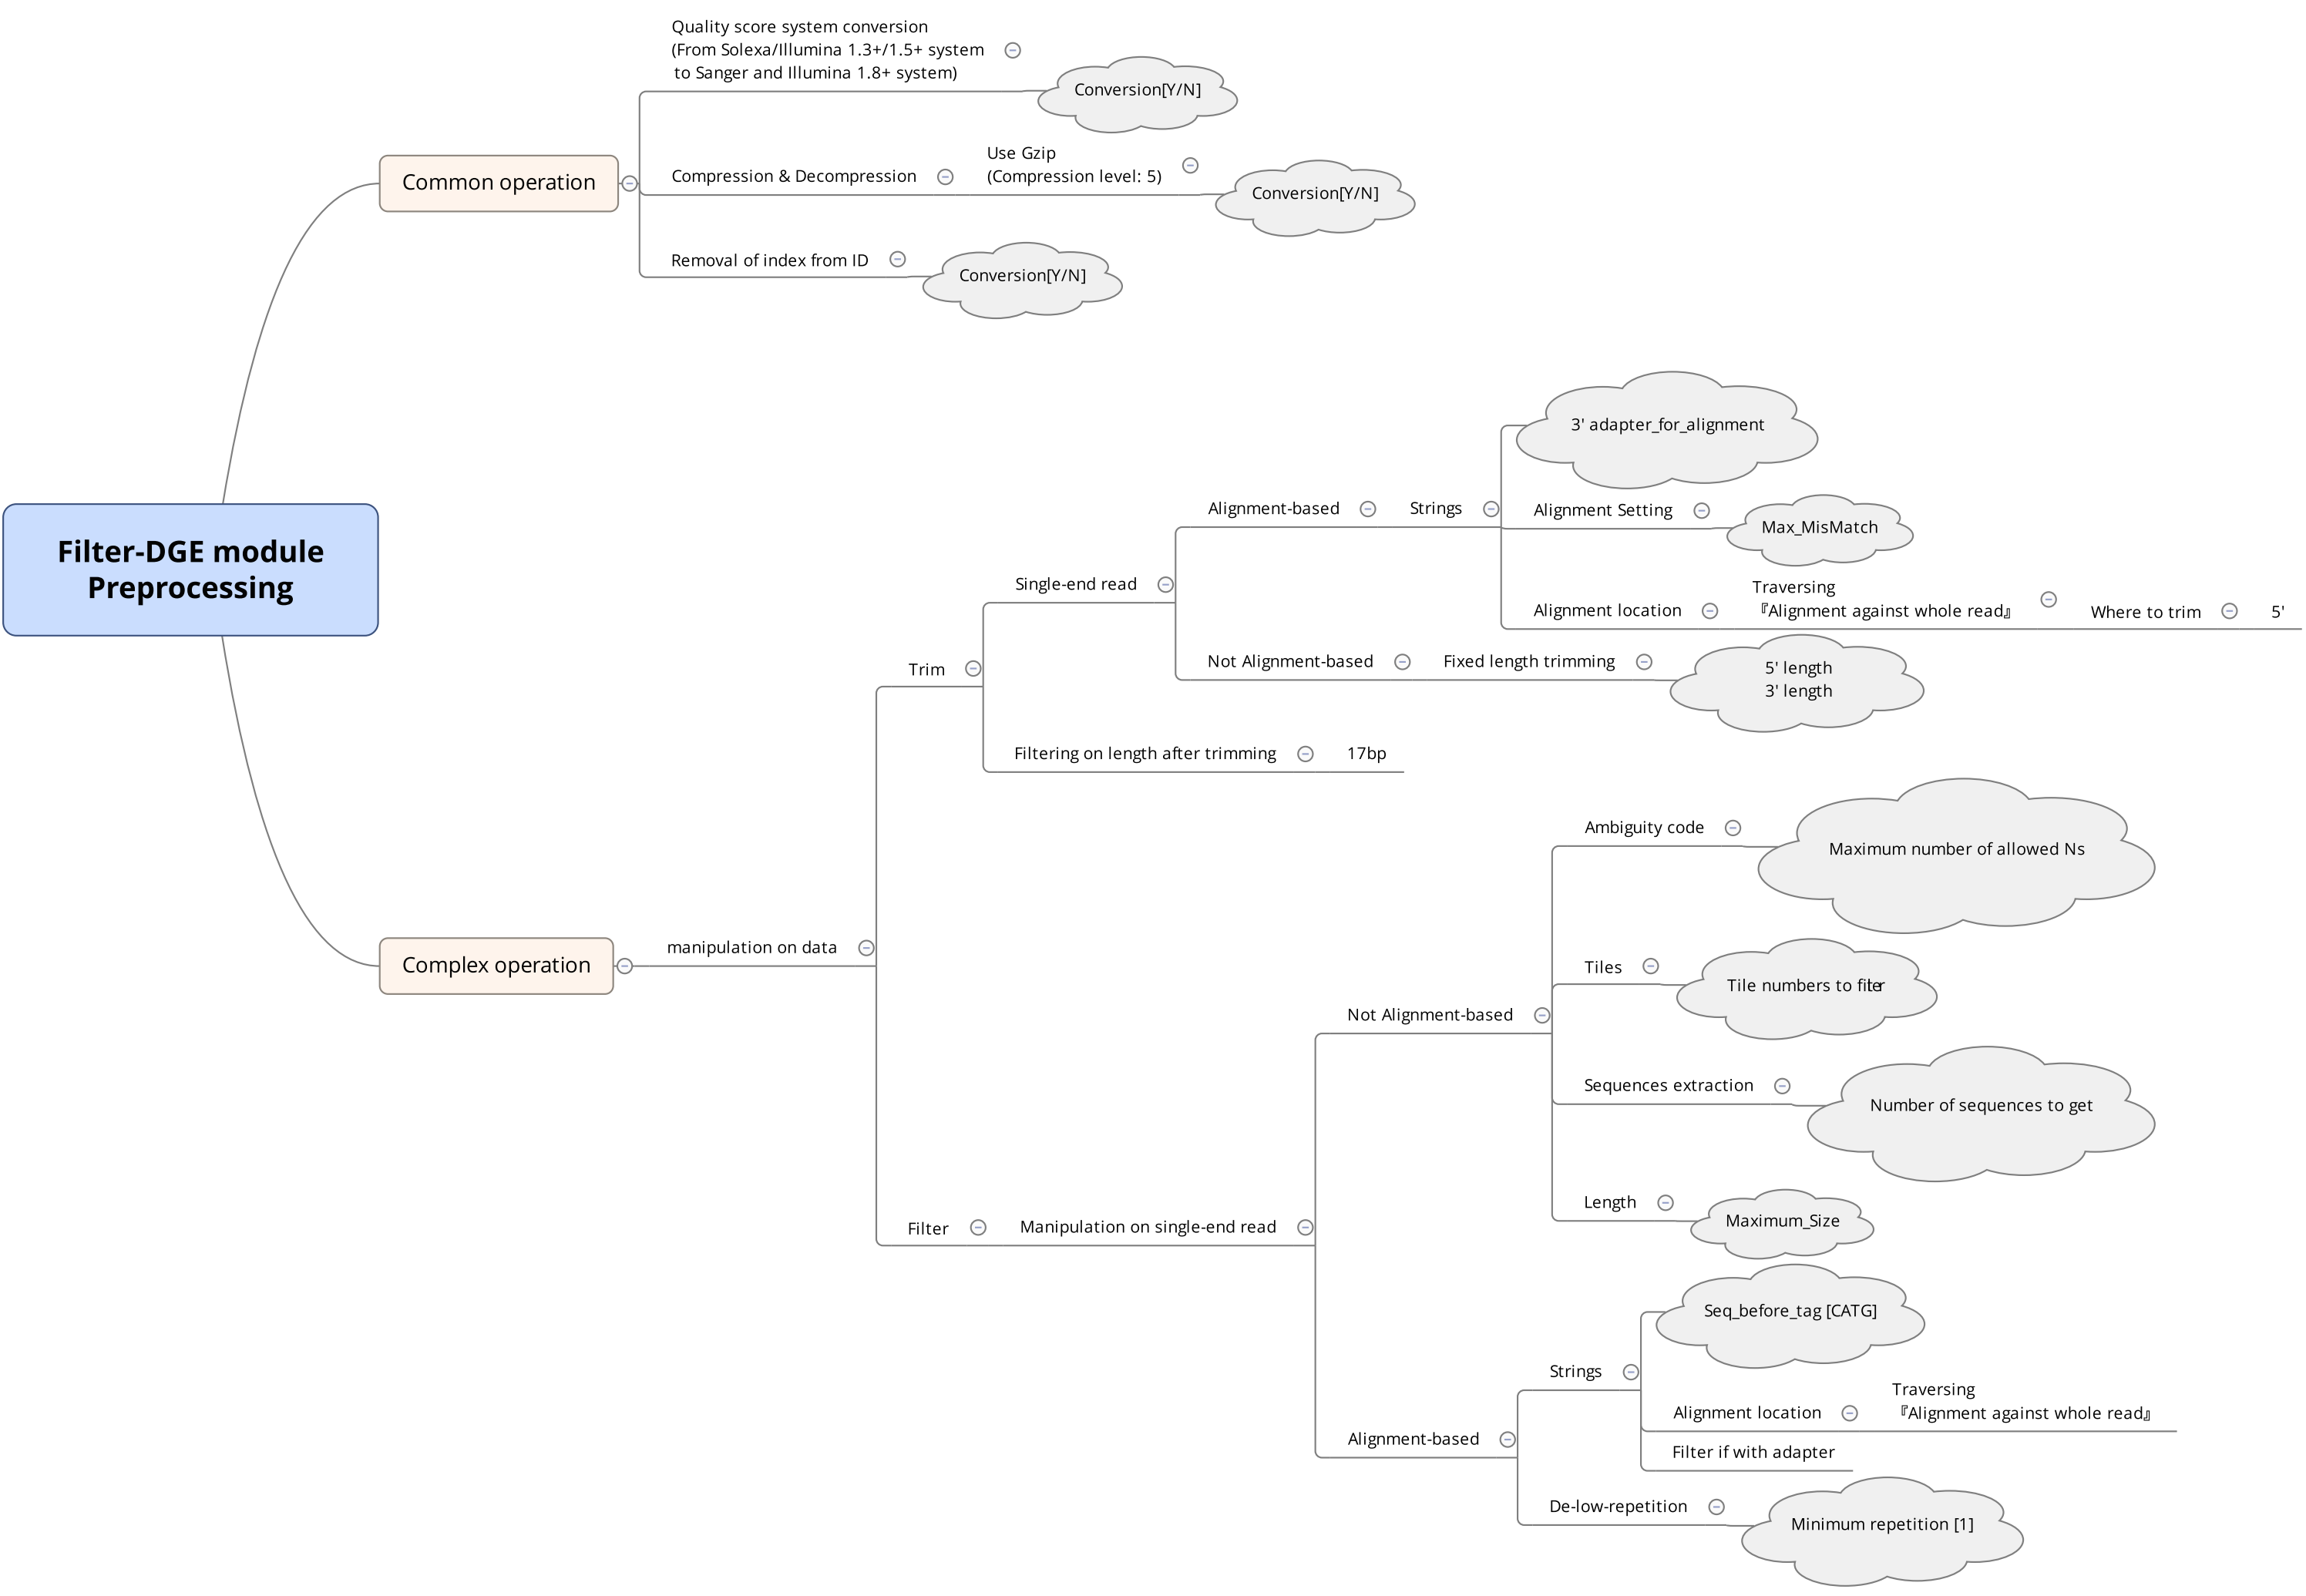 Quality score system conversion
(From Solexa/Illumina 1.3+/1.5+ system
to Sanger and Illumina 1.8+ system)
Conversion[Y/N]
Common operation
Compression & Decompression
Use Gzip
(Compression level: 5)
Conversion[Y/N]
Removal of index from ID
Conversion[Y/N]
Filter-DGE module
Preprocessing
Complex operation
manipulation on data
Trim
Single-end read
Alignment-based
Strings
3' adapter_for_alignment
Alignment Setting
Max_MisMatch
Alignment location
Traversing
『Alignment against whole read』
Where to trim
5'
Not Alignment-based
Fixed length trimming
5' length
3' length
Filtering on length after trimming
17bp
Filter
Manipulation on single-end read
Not Alignment-based
Ambiguity code
Maximum number of allowed Ns
Tiles
Tile numbers to filter
Sequences extraction
Number of sequences to get
Length
Maximum_Size
Alignment-based
Strings
Seq_before_tag [CATG]
Alignment location
Traversing
『Alignment against whole read』
Filter if with adapter
De-low-repetition
Minimum repetition [1]